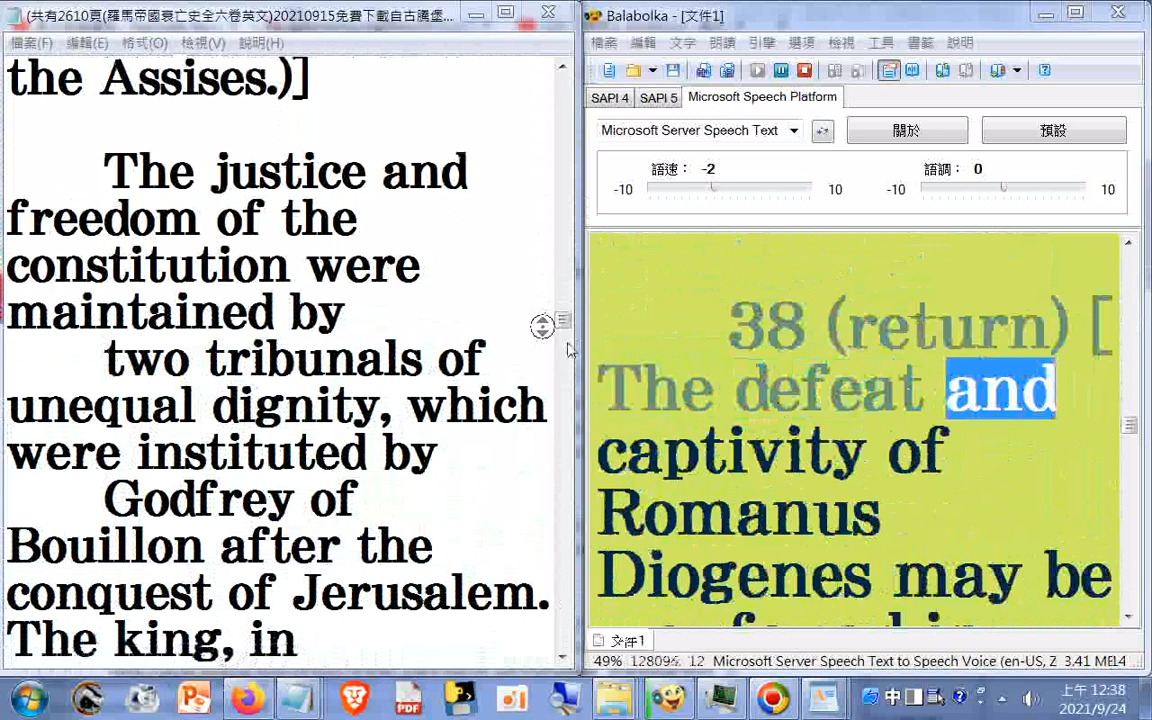 (共有2610頁(羅馬帝國衰亡史全六卷英文)20210915免費下載自古騰堡...
檔案(F) 編輯(E) 格式(O) 檢視(V) 說明(H)
the Assises.)]
The justice and
freedom of the
constitution were
maintained by
two tribunals of
unequal dignity, which
were instituted by
Godfrey of
Bouillon after the
conquest of Jerusalem.
The king, in
Balabolka - [文件1]
檔案 編輯 文字 朗讀 引擎 選項 檢視 工具 書籤 說明
SAPI 4 SAPI 5 Microsoft Speech Platform
Microsoft Server Speech Text 關於 預設
語速： -2 語調： 0
-10 10 -10 10
38 (return) [
The defeat and
captivity of
Romanus
Diogenes may be
文件1
49% 128094, 12 Microsoft Server Speech Text to Speech Voice (en-US, Z 3.41 ME14
PDF 中 上午 12:38
2021/9/24